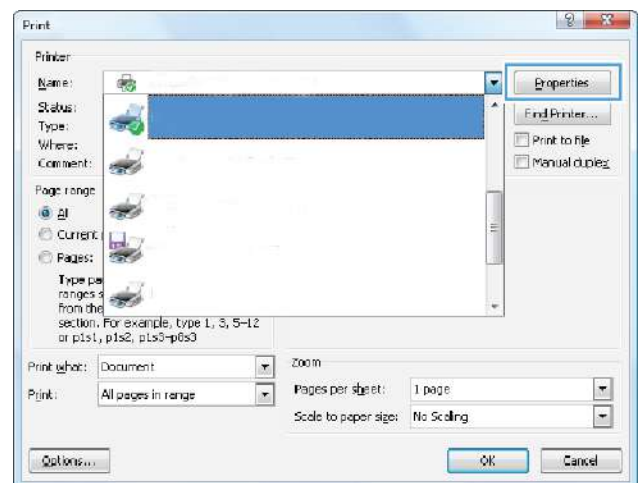 Print
Printer
Name:
Properties
Status:
Find Printer...
Type:
Where:
Print to file
Comment:
Manual duplex
Page range
All
Current
Pages:
Type pa
ranges s
from the
section. For example, type 1, 3, 5–12
or p1s1, p1s2, p1s3–p8s3
Print what: Document
Zoom
Print: All pages in range
Pages per sheet: 1 page
Scale to paper size: No Scaling
Options...
OK
Cancel